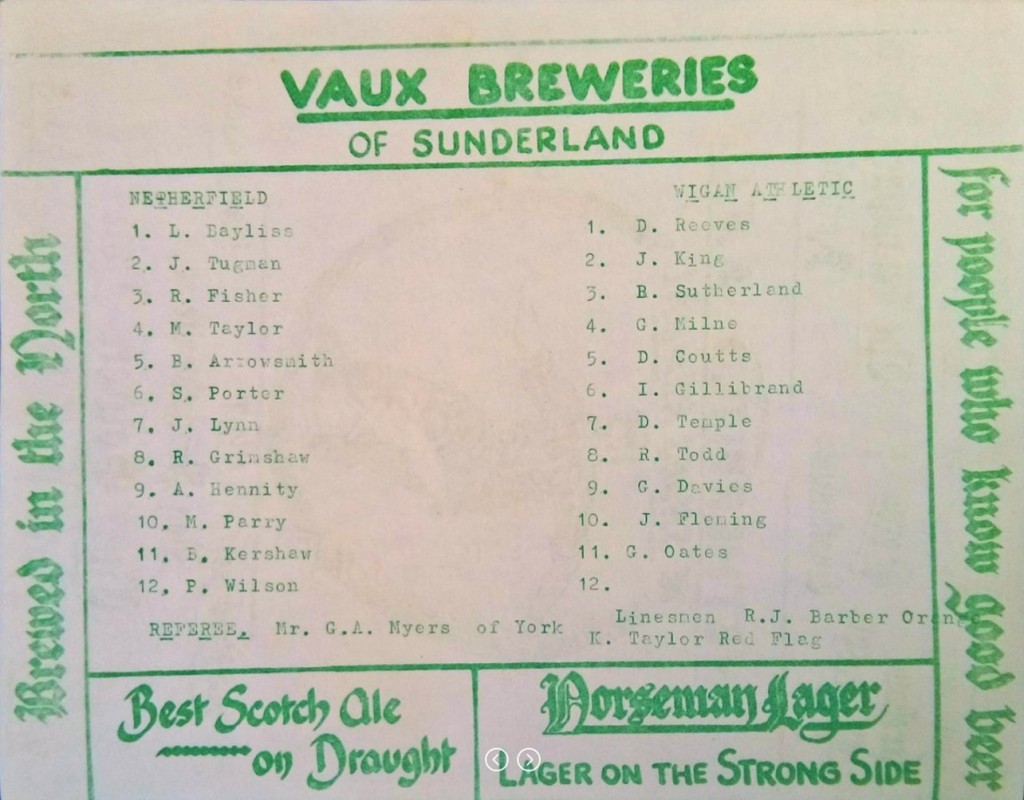 VAUX BREWERIES
OF SUNDERLAND
Brewed in the North
NETHERFIELD
1. L. Bayliss
2. J. Tugman
3. R. Fisher
4. M. Taylor
5. B. Arrowsmith
6. S. Porter
7. J. Lynn
8. R. Grimshaw
9. A. Hennity
10. M. Parry
11. B. Kershaw
12. P. Wilson
WIGAN ATHLETIC
1. D. Reeves
2. J. King
3. B. Sutherland
4. G. Milne
5. D. Coutts
6. I. Gillibrand
7. D. Temple
8. R. Todd
9. G. Davies
10. J. Fleming
11. G. Oates
12.
REFEREE. Mr. G.A. Myers of York
Linesmen R.J. Barber Orange
K. Taylor Red Flag
for people who know good beer
Best Scotch Ale
on Draught
Norseman Lager
LAGER ON THE STRONG SIDE